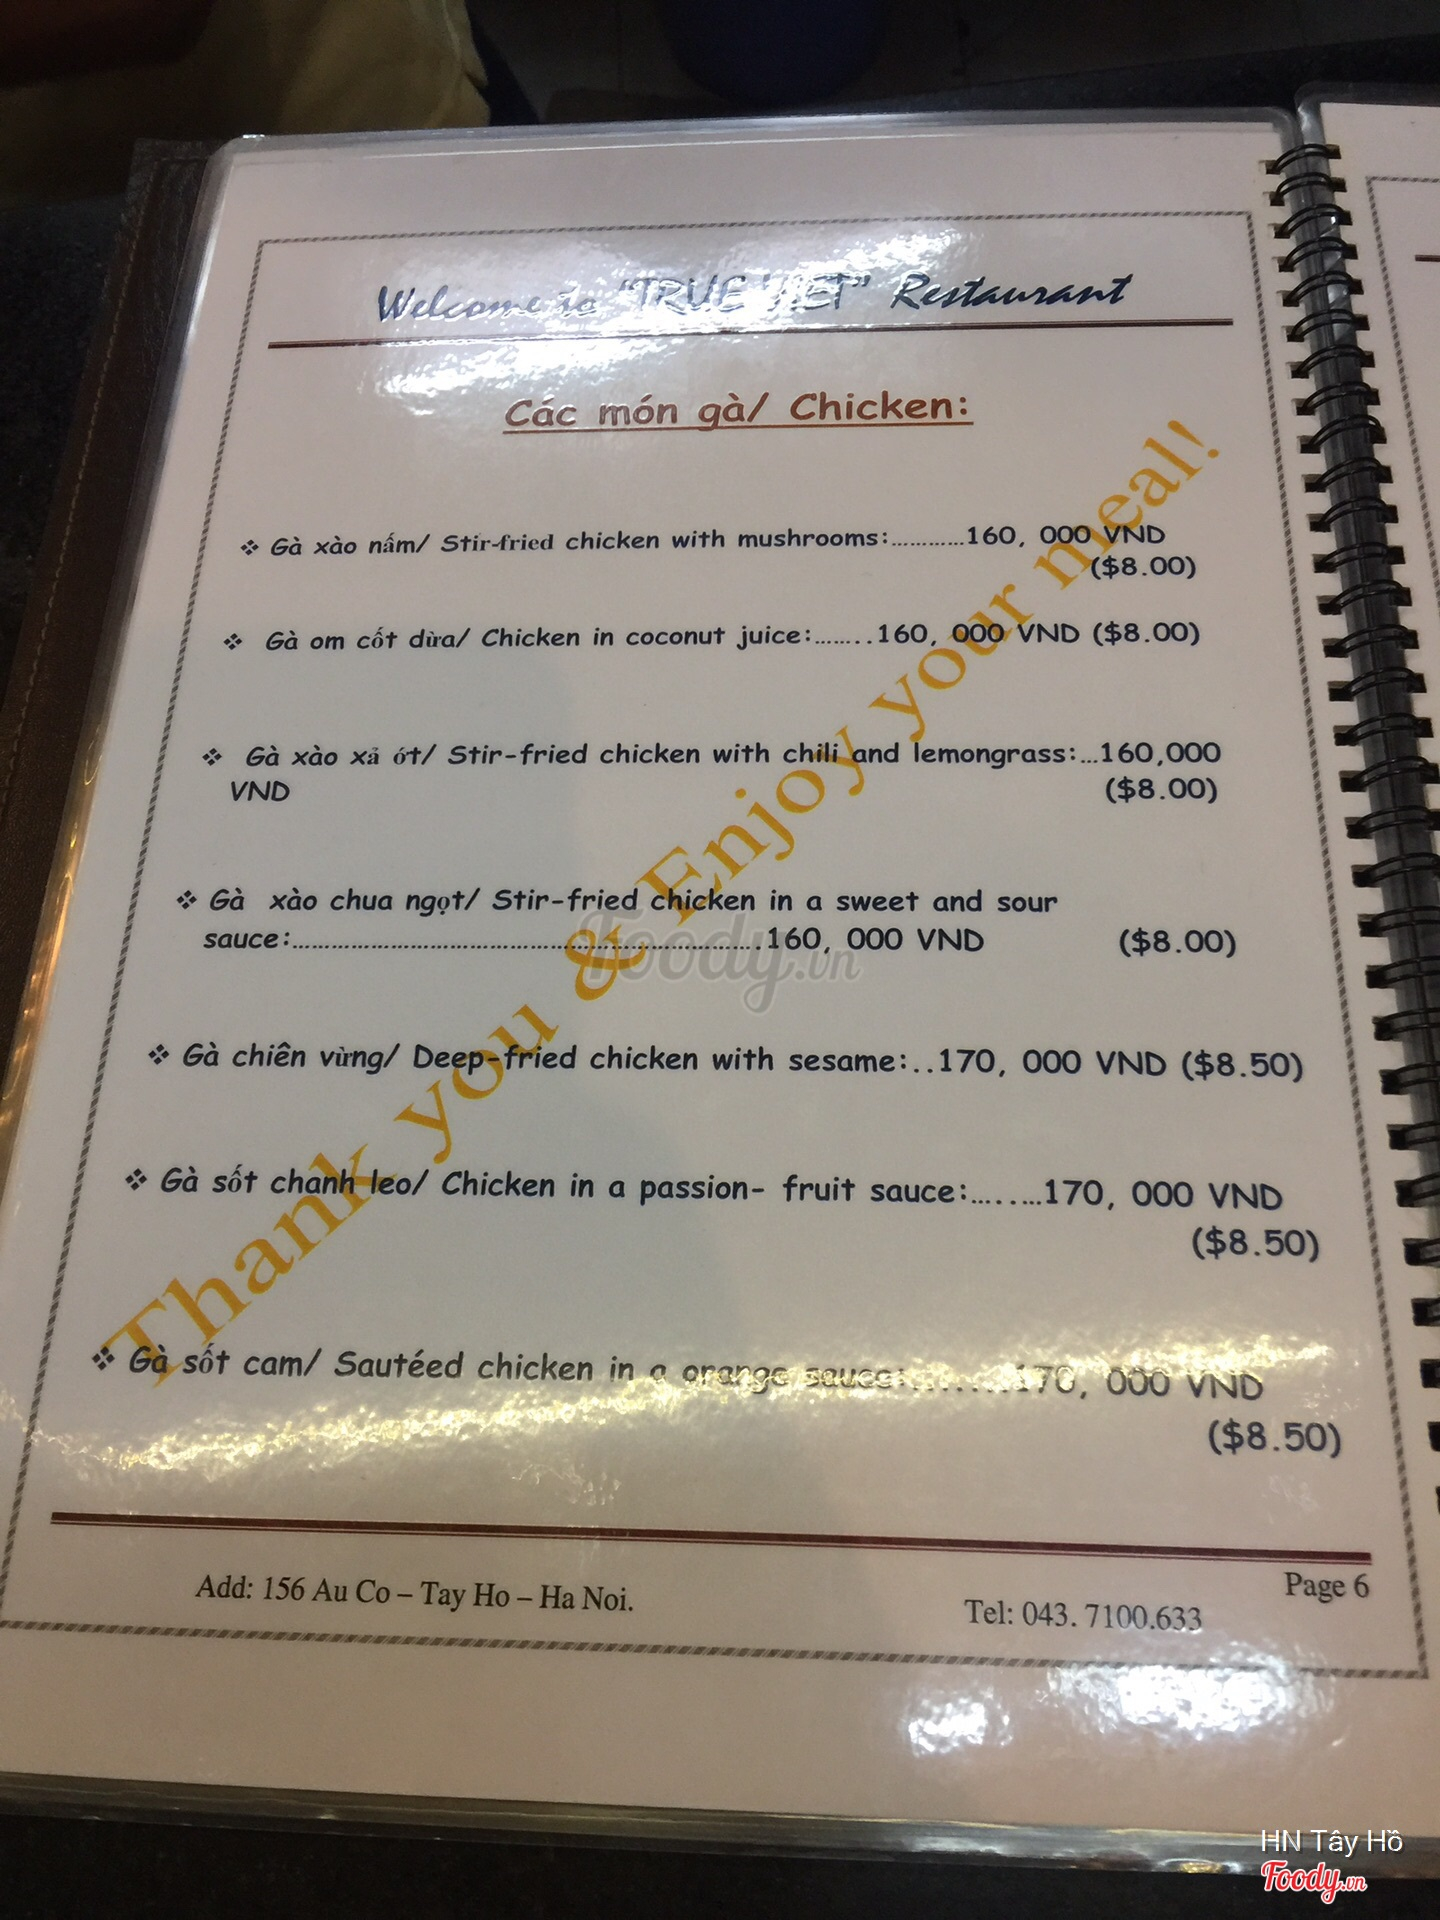 Welcome to "TRUE VIET" Restaurant
Các món gà/ Chicken:
❖ Gà xào nấm/ Stir-fried chicken with mushrooms:…………160, 000 VND
($8.00)
❖ Gà om cốt dừa/ Chicken in coconut juice:……..160, 000 VND ($8.00)
❖ Gà xào xả ớt/ Stir-fried chicken with chili and lemongrass:…160,000
VND ($8.00)
❖ Gà xào chua ngọt/ Stir-fried chicken in a sweet and sour
sauce:…………………………………………………………….160, 000 VND ($8.00)
❖ Gà chiên vừng/ Deep-fried chicken with sesame:..170, 000 VND ($8.50)
❖ Gà sốt chanh leo/ Chicken in a passion- fruit sauce:…..…170, 000 VND
($8.50)
❖ Gà sốt cam/ Sautéed chicken in a orange sauce:………170, 000 VND
($8.50)
Thank you & Enjoy your meal!
Foody.vn
Page 6
Add: 156 Au Co – Tay Ho – Ha Noi.
Tel: 043. 7100.633
HN Tây Hồ
Foody.vn